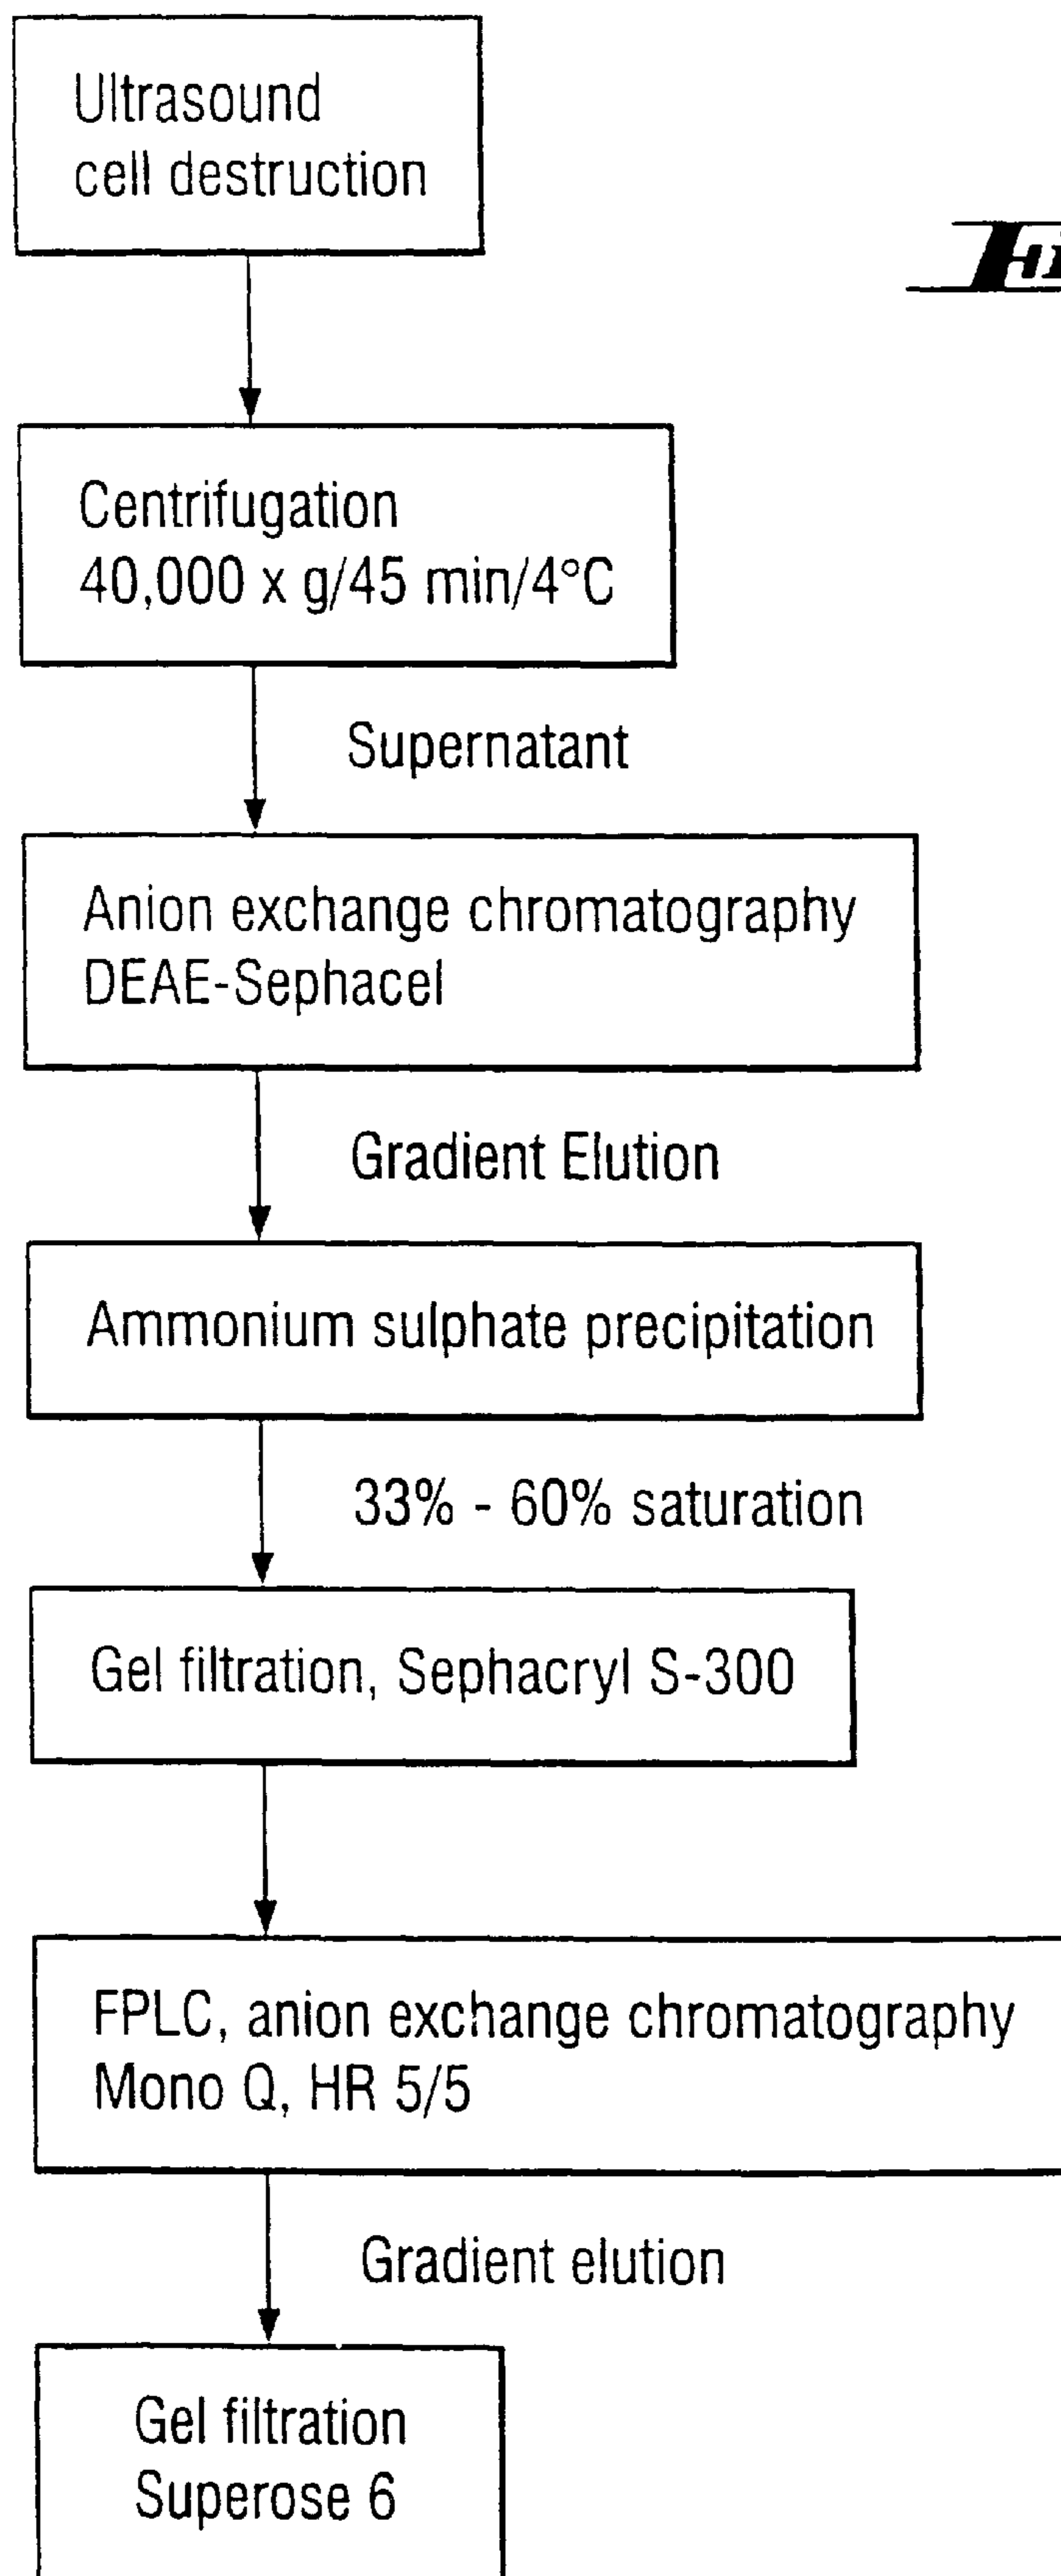 Ultrasound
cell destruction
Centrifugation
40,000 x g/45 min/4°C
Supernatant
Anion exchange chromatography
DEAE-Sephacel
Gradient Elution
Ammonium sulphate precipitation
33% - 60% saturation
Gel filtration, Sephacryl S-300
FPLC, anion exchange chromatography
Mono Q, HR 5/5
Gradient elution
Gel filtration
Superose 6